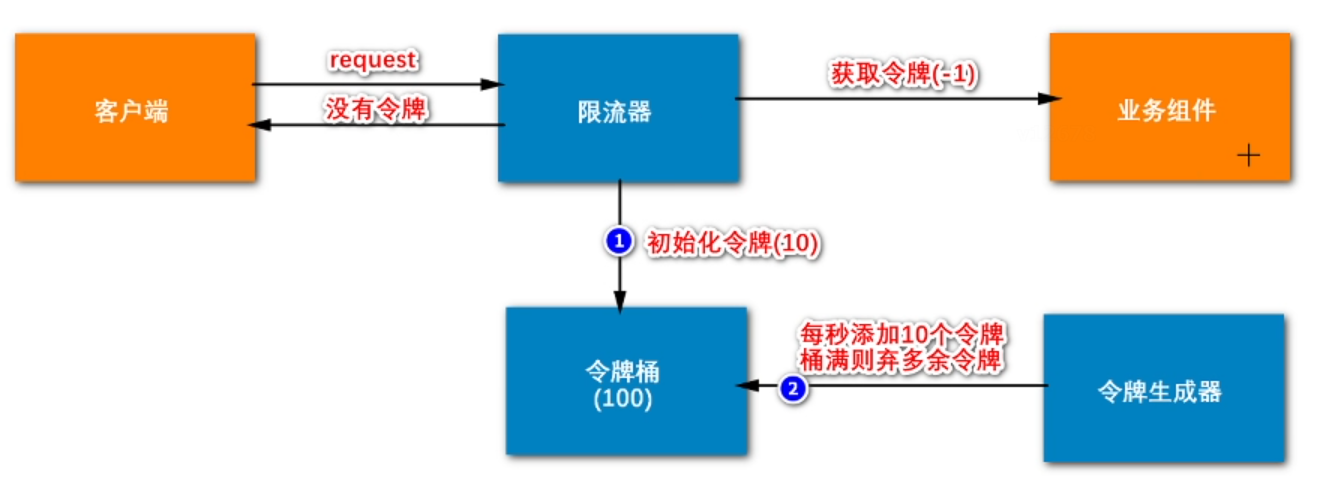 request
获取令牌(-1)
客户端
没有令牌
限流器
业务组件
1
初始化令牌(10)
每秒添加10个令牌
桶满则弃多余令牌
令牌桶
(100)
2
令牌生成器